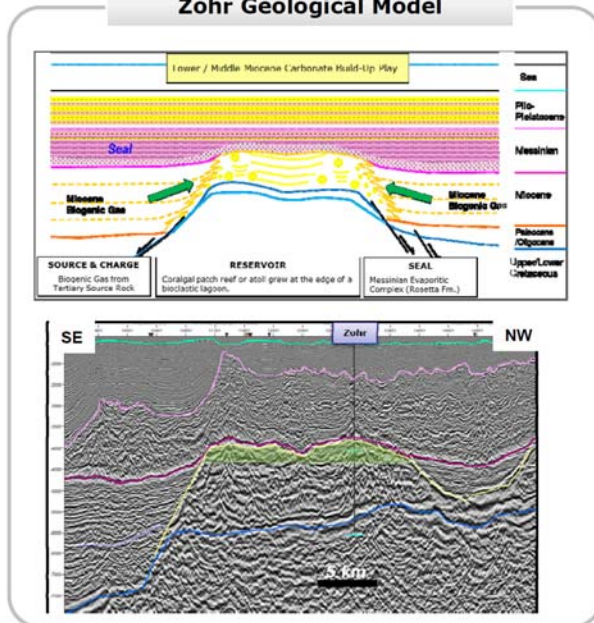 Zohr Geological Model
Lower / Middle Miocene Carbonate Build-Up Play
Sea
Plio-
Pleistocene
Messinian
Seal
Miocene
Biogenic Gas
Miocene
Biogenic Gas
Miocene
Paleocene
/Oligocene
Upper/Lower
Cretaceous
SOURCE & CHARGE
Biogenic Gas from
Tertiary Source Rock
RESERVOIR
Coralgal patch reef or atoll grew at the edge of a
bioclastic lagoon.
SEAL
Messinian Evaporitic
Complex (Rosetta Fm.)
SE
Zohr
NW
5 km